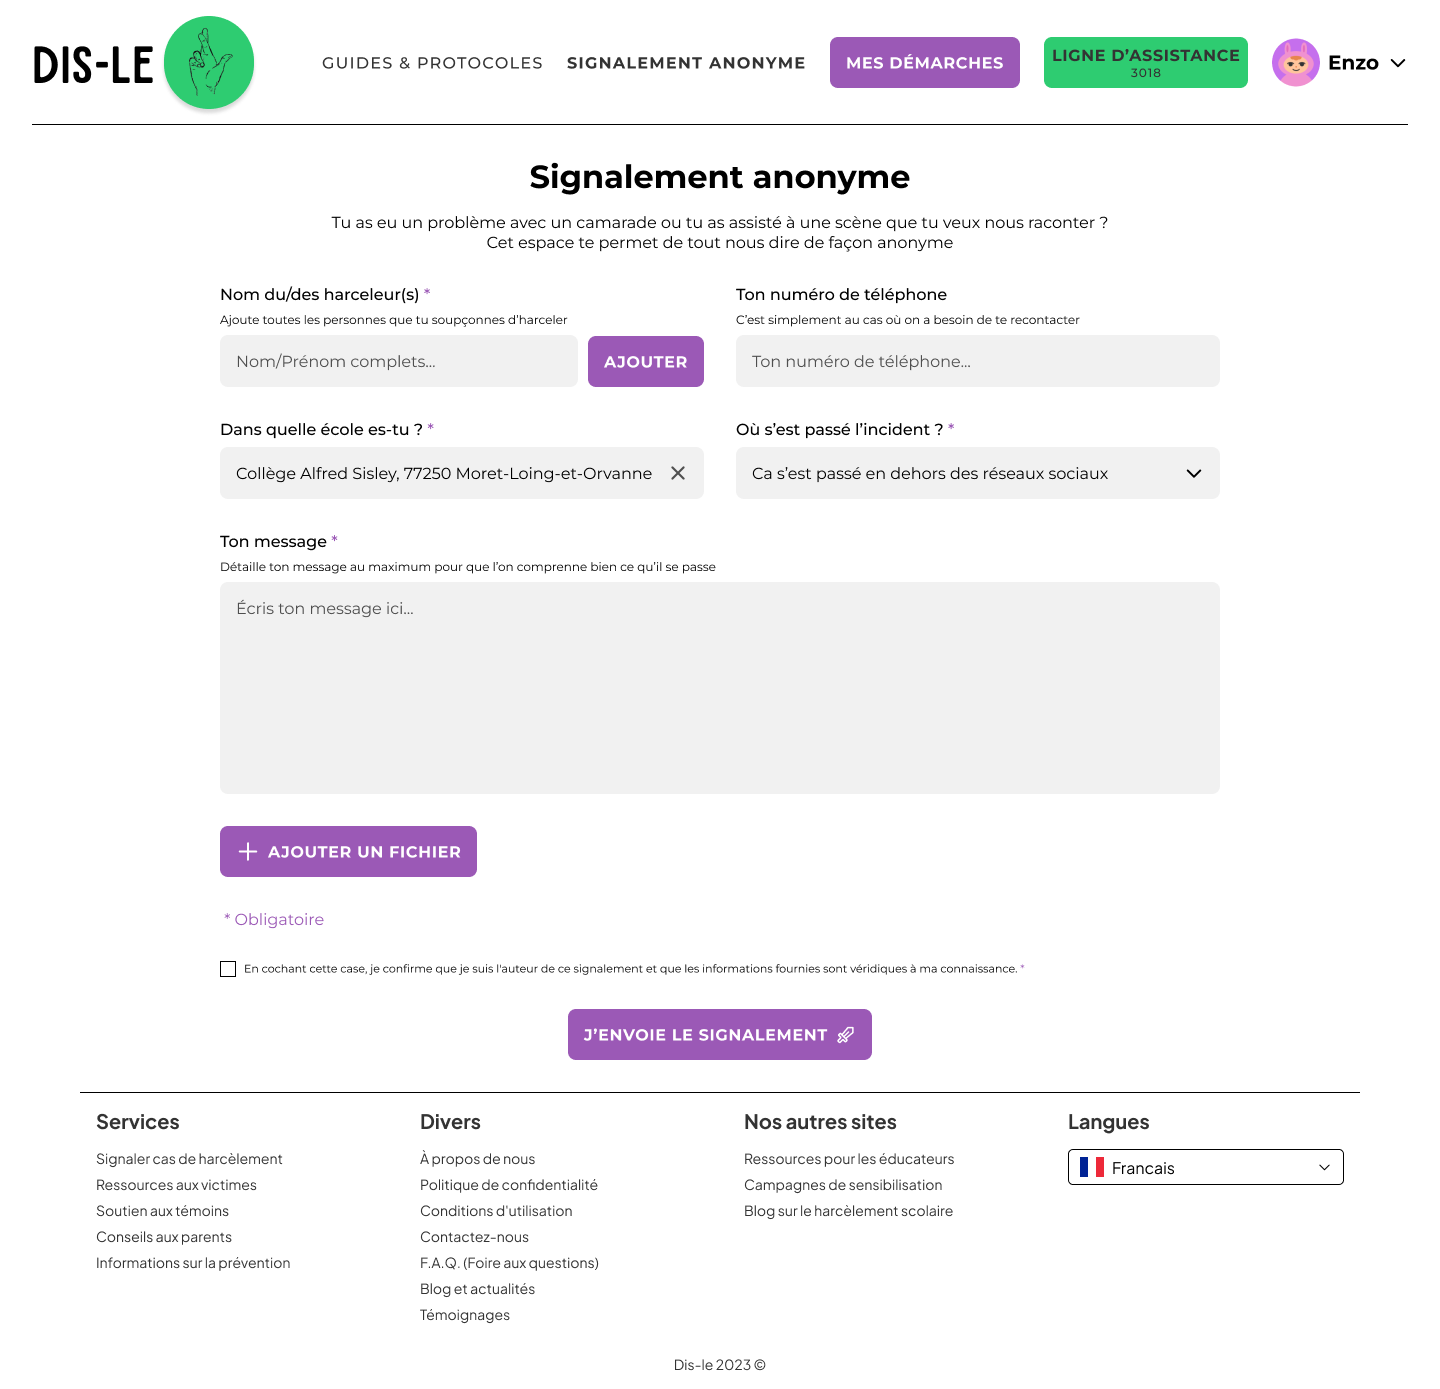 DIS-LE
GUIDES & PROTOCOLES
SIGNALEMENT ANONYME
MES DÉMARCHES
LIGNE D’ASSISTANCE
3018
Enzo
Signalement anonyme
Tu as eu un problème avec un camarade ou tu as assisté à une scène que tu veux nous raconter ?
Cet espace te permet de tout nous dire de façon anonyme
Nom du/des harceleur(s) *
Ajoute toutes les personnes que tu soupçonnes d’harceler
Nom/Prénom complets...
AJOUTER
Ton numéro de téléphone
C’est simplement au cas où on a besoin de te recontacter
Ton numéro de téléphone...
Dans quelle école es-tu ? *
Collège Alfred Sisley, 77250 Moret-Loing-et-Orvanne
Où s’est passé l’incident ? *
Ca s’est passé en dehors des réseaux sociaux
Ton message *
Détaille ton message au maximum pour que l’on comprenne bien ce qu’il se passe
Écris ton message ici...
AJOUTER UN FICHIER
* Obligatoire
En cochant cette case, je confirme que je suis l'auteur de ce signalement et que les informations fournies sont véridiques à ma connaissance. *
J’ENVOIE LE SIGNALEMENT
Services
Signaler cas de harcèlement
Ressources aux victimes
Soutien aux témoins
Conseils aux parents
Informations sur la prévention
Divers
À propos de nous
Politique de confidentialité
Conditions d'utilisation
Contactez-nous
F.A.Q. (Foire aux questions)
Blog et actualités
Témoignages
Nos autres sites
Ressources pour les éducateurs
Campagnes de sensibilisation
Blog sur le harcèlement scolaire
Langues
Francais
Dis-le 2023 ©